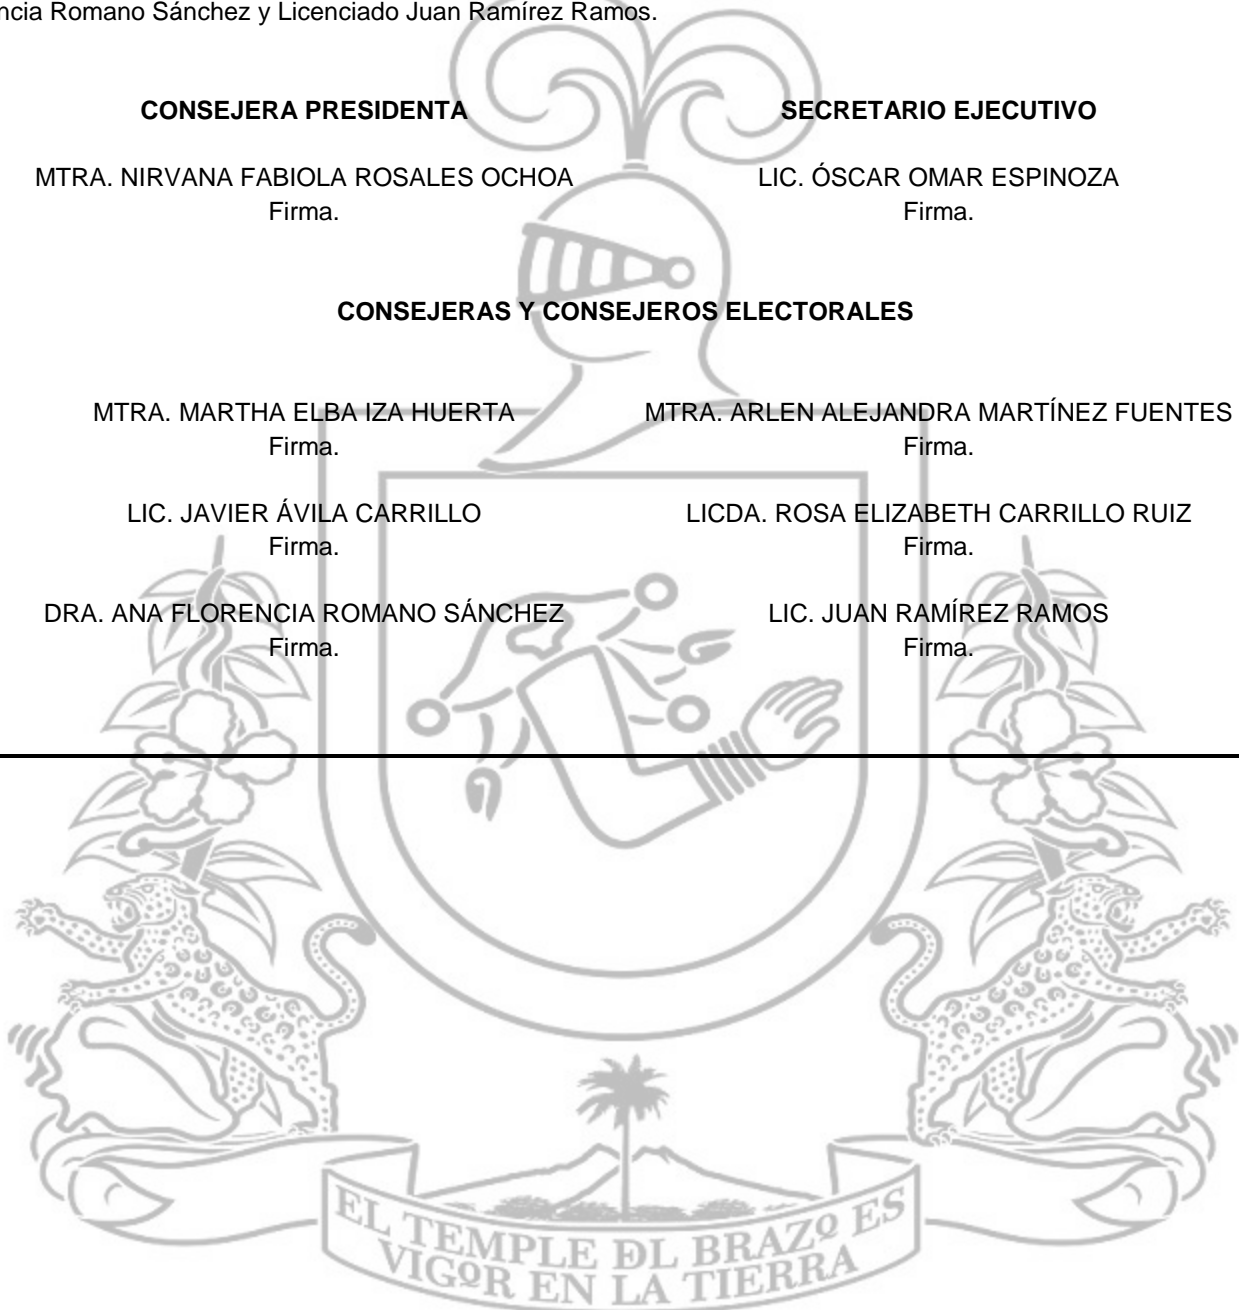 ncia Romano Sánchez y Licenciado Juan Ramírez Ramos.
CONSEJERA PRESIDENTA SECRETARIO EJECUTIVO
MTRA. NIRVANA FABIOLA ROSALES OCHOA LIC. ÓSCAR OMAR ESPINOZA
Firma. Firma.
CONSEJERAS Y CONSEJEROS ELECTORALES
MTRA. MARTHA ELBA IZA HUERTA MTRA. ARLEN ALEJANDRA MARTÍNEZ FUENTES
Firma. Firma.
LIC. JAVIER ÁVILA CARRILLO LICDA. ROSA ELIZABETH CARRILLO RUIZ
Firma. Firma.
DRA. ANA FLORENCIA ROMANO SÁNCHEZ LIC. JUAN RAMÍREZ RAMOS
Firma. Firma.
EL TEMPLE DL BRAZO ES
VIGOR EN LA TIERRA